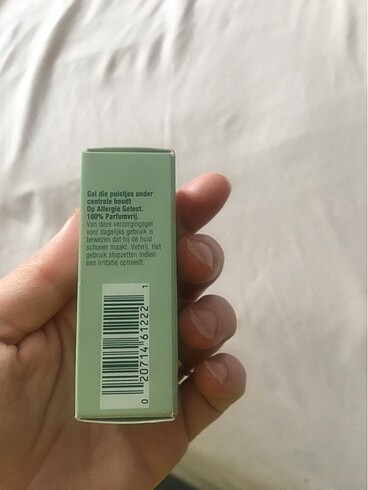 Gel die puistjes onder
controle houdt
Op Allergie Getest.
100% Parfumvrij.
Van deze verzorgingsgel
voor dagelijks gebruik is
bewezen dat hij de huid
schoner maakt. Vetvrij. Het
gebruik stopzetten indien
een irritatie optreedt.
0 20714 61222 1